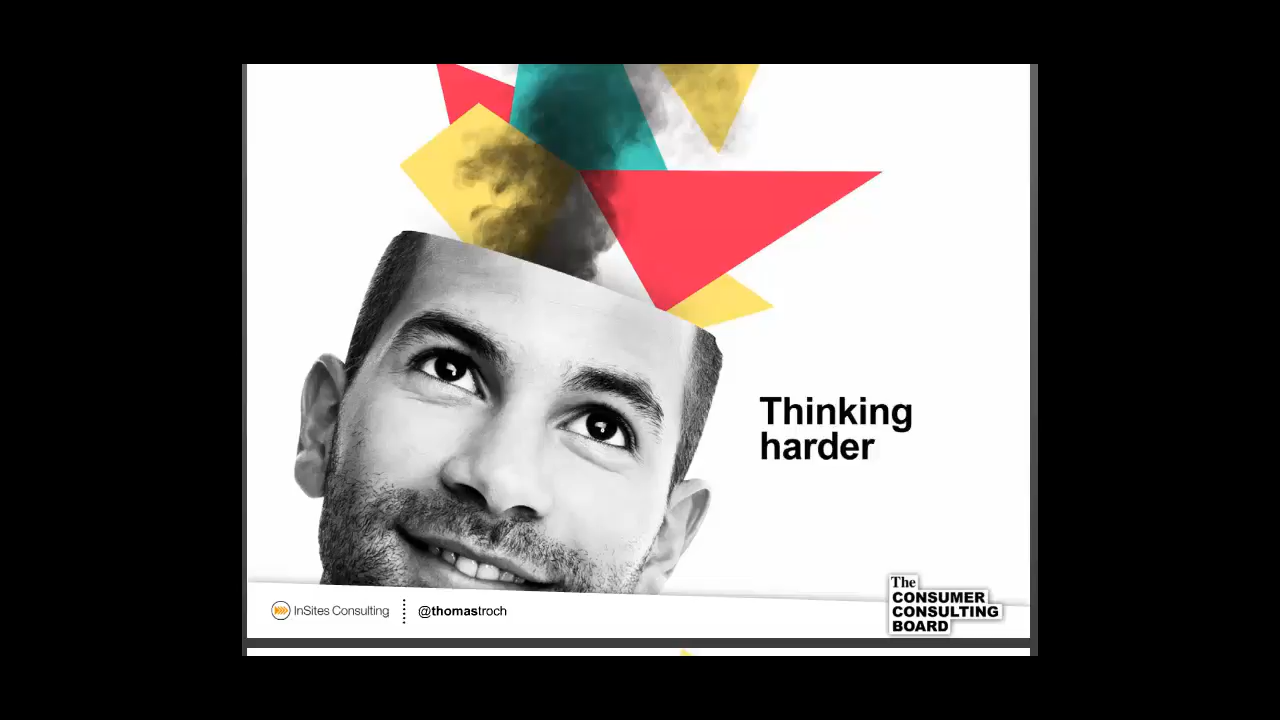 Thinking
harder
InSites Consulting
@thomastroch
The
CONSUMER
CONSULTING
BOARD